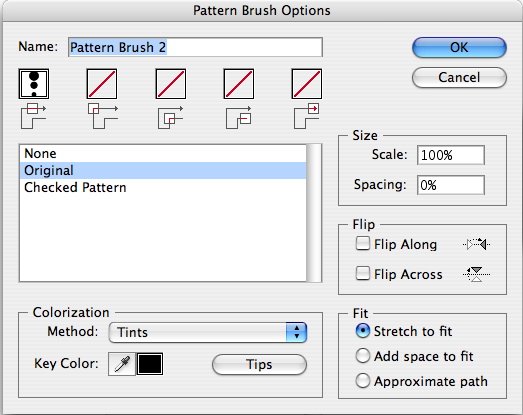 Pattern Brush Options
Name: Pattern Brush 2
OK
Cancel
None
Original
Checked Pattern
Size
Scale: 100%
Spacing: 0%
Flip
Flip Along
Flip Across
Colorization
Method: Tints
Key Color:
Tips
Fit
Stretch to fit
Add space to fit
Approximate path